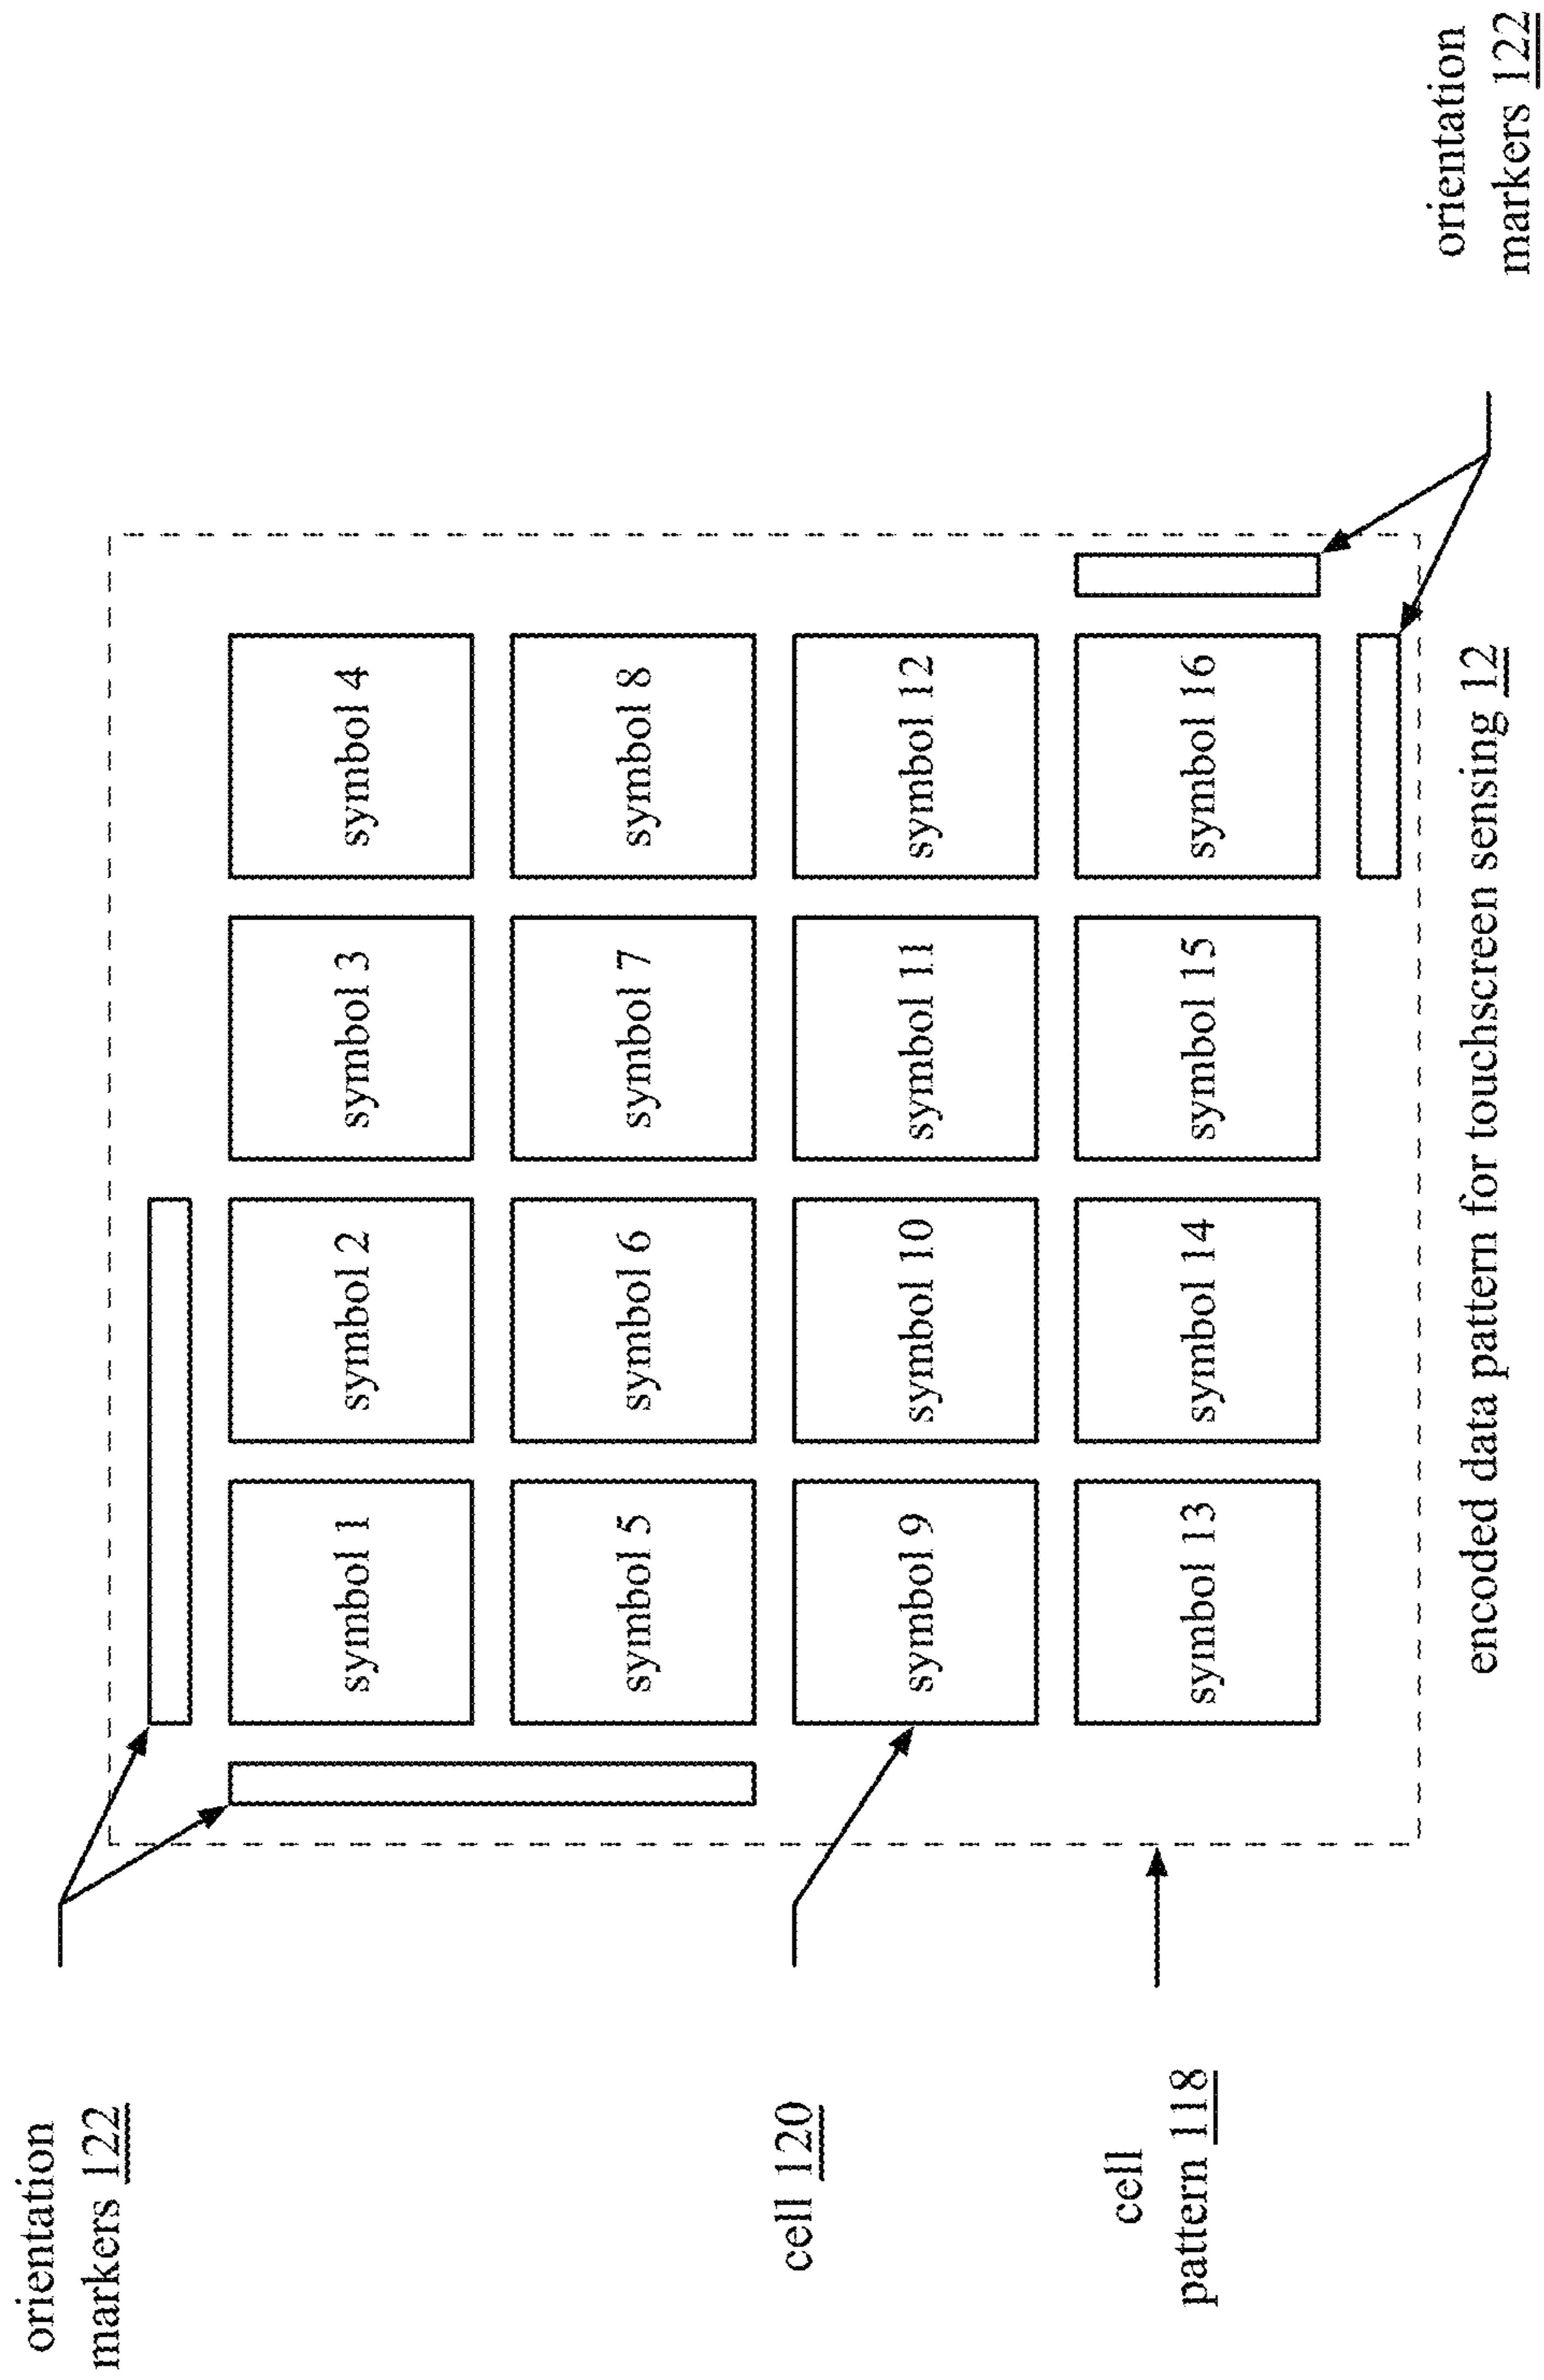 orientation
markers 122
symbol 1
symbol 2
symbol 3
symbol 4
symbol 5
symbol 6
symbol 7
symbol 8
cell 120
symbol 9
symbol 10
symbol 11
symbol 12
cell
pattern 118
symbol 13
symbol 14
symbol 15
symbol 16
orientation
markers 122
encoded data pattern for touchscreen sensing 12